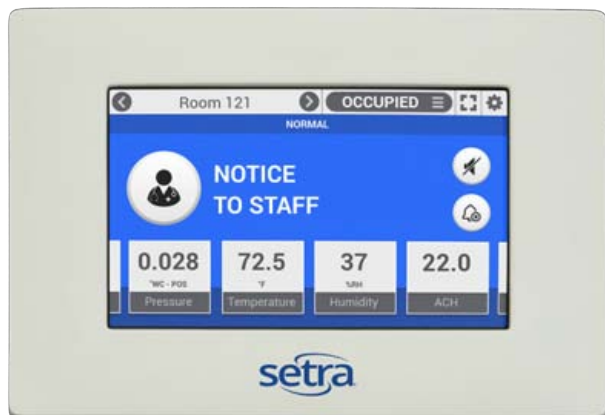 Room 121
OCCUPIED
NORMAL
NOTICE
TO STAFF
0.028
"WC - POS
Pressure
72.5
°F
Temperature
37
%RH
Humidity
22.0
ACH
setra